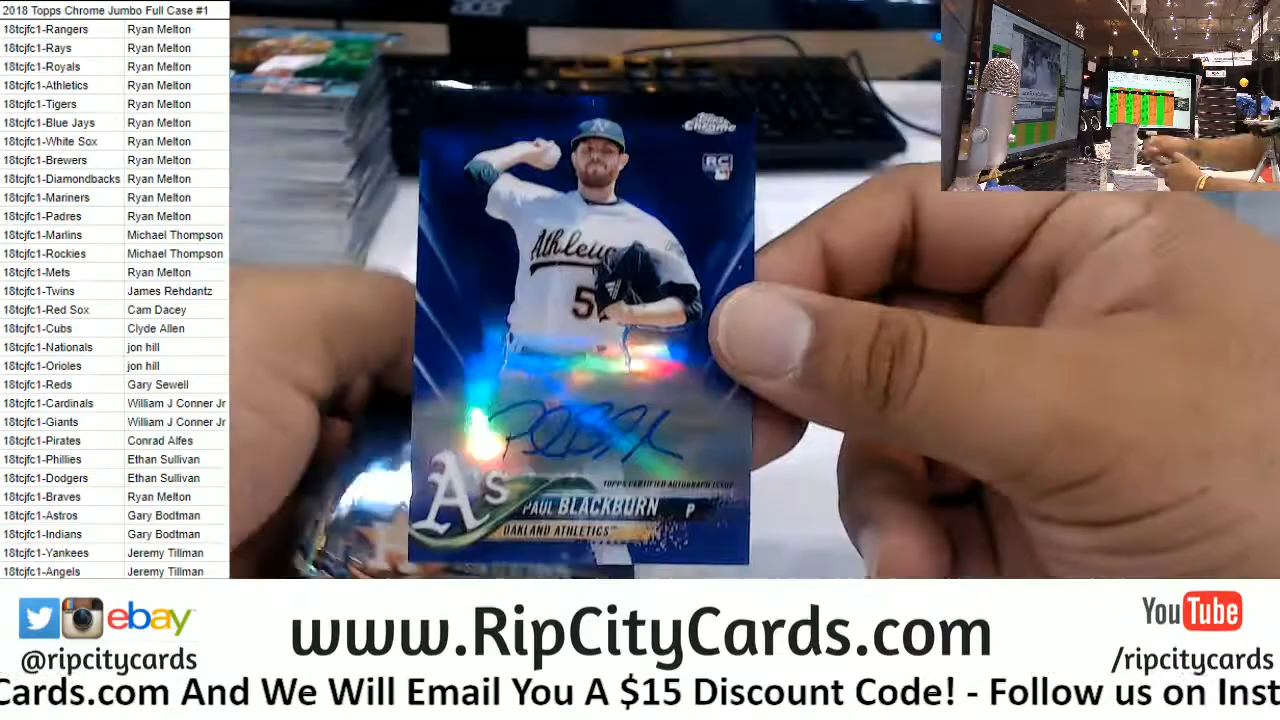 2018 Topps Chrome Jumbo Full Case #1
18tcjfc1-Rangers Ryan Melton
18tcjfc1-Rays Ryan Melton
18tcjfc1-Royals Ryan Melton
18tcjfc1-Athletics Ryan Melton
18tcjfc1-Tigers Ryan Melton
18tcjfc1-Blue Jays Ryan Melton
18tcjfc1-White Sox Ryan Melton
18tcjfc1-Brewers Ryan Melton
18tcjfc1-Diamondbacks Ryan Melton
18tcjfc1-Mariners Ryan Melton
18tcjfc1-Padres Ryan Melton
18tcjfc1-Marlins Michael Thompson
18tcjfc1-Rockies Michael Thompson
18tcjfc1-Mets Ryan Melton
18tcjfc1-Twins James Rehdantz
18tcjfc1-Red Sox Cam Dacey
18tcjfc1-Cubs Clyde Allen
18tcjfc1-Nationals jon hill
18tcjfc1-Orioles jon hill
18tcjfc1-Reds Gary Sewell
18tcjfc1-Cardinals William J Conner Jr
18tcjfc1-Giants William J Conner Jr
18tcjfc1-Pirates Conrad Alfes
18tcjfc1-Phillies Ethan Sullivan
18tcjfc1-Dodgers Ethan Sullivan
18tcjfc1-Braves Ryan Melton
18tcjfc1-Astros Gary Bodtman
18tcjfc1-Indians Gary Bodtman
18tcjfc1-Yankees Jeremy Tillman
18tcjfc1-Angels Jeremy Tillman
acer
Topps
Chrome
RC
A's
Athletics
5
TOPPS CERTIFIED AUTOGRAPH ISSUE
A's
PAUL BLACKBURN P
OAKLAND ATHLETICS™
ebay™
@ripcitycards
www.RipCityCards.com
YouTube
/ripcitycards
Cards.com And We Will Email You A $15 Discount Code! - Follow us on Inst